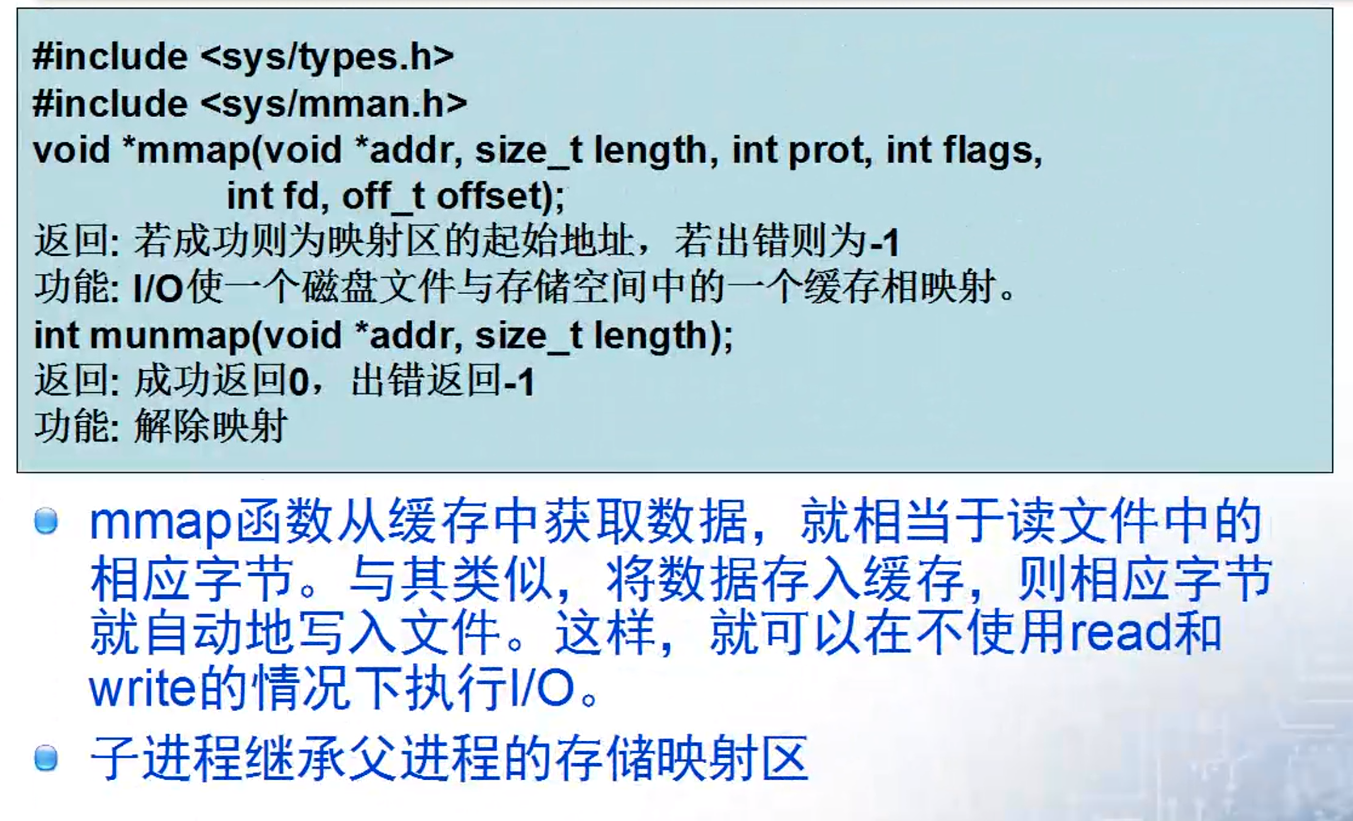 #include <sys/types.h>
#include <sys/mman.h>
void *mmap(void *addr, size_t length, int prot, int flags,
int fd, off_t offset);
返回: 若成功则为映射区的起始地址，若出错则为-1
功能: I/O使一个磁盘文件与存储空间中的一个缓存相映射。
int munmap(void *addr, size_t length);
返回: 成功返回0，出错返回-1
功能: 解除映射
mmap函数从缓存中获取数据，就相当于读文件中的
相应字节。与其类似，将数据存入缓存，则相应字节
就自动地写入文件。这样，就可以在不使用read和
write的情况下执行I/O。
子进程继承父进程的存储映射区